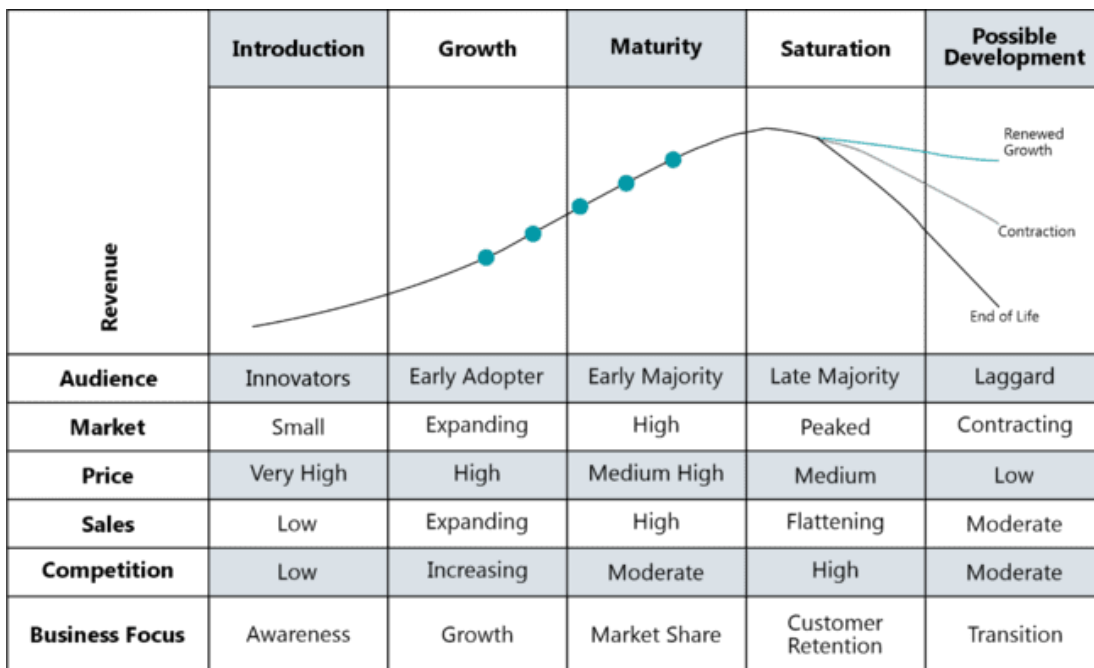 Introduction
Growth
Maturity
Saturation
Possible
Development
Revenue
Renewed
Growth
Contraction
End of Life
Audience
Innovators
Early Adopter
Early Majority
Late Majority
Laggard
Market
Small
Expanding
High
Peaked
Contracting
Price
Very High
High
Medium High
Medium
Low
Sales
Low
Expanding
High
Flattening
Moderate
Competition
Low
Increasing
Moderate
High
Moderate
Business Focus
Awareness
Growth
Market Share
Customer
Retention
Transition